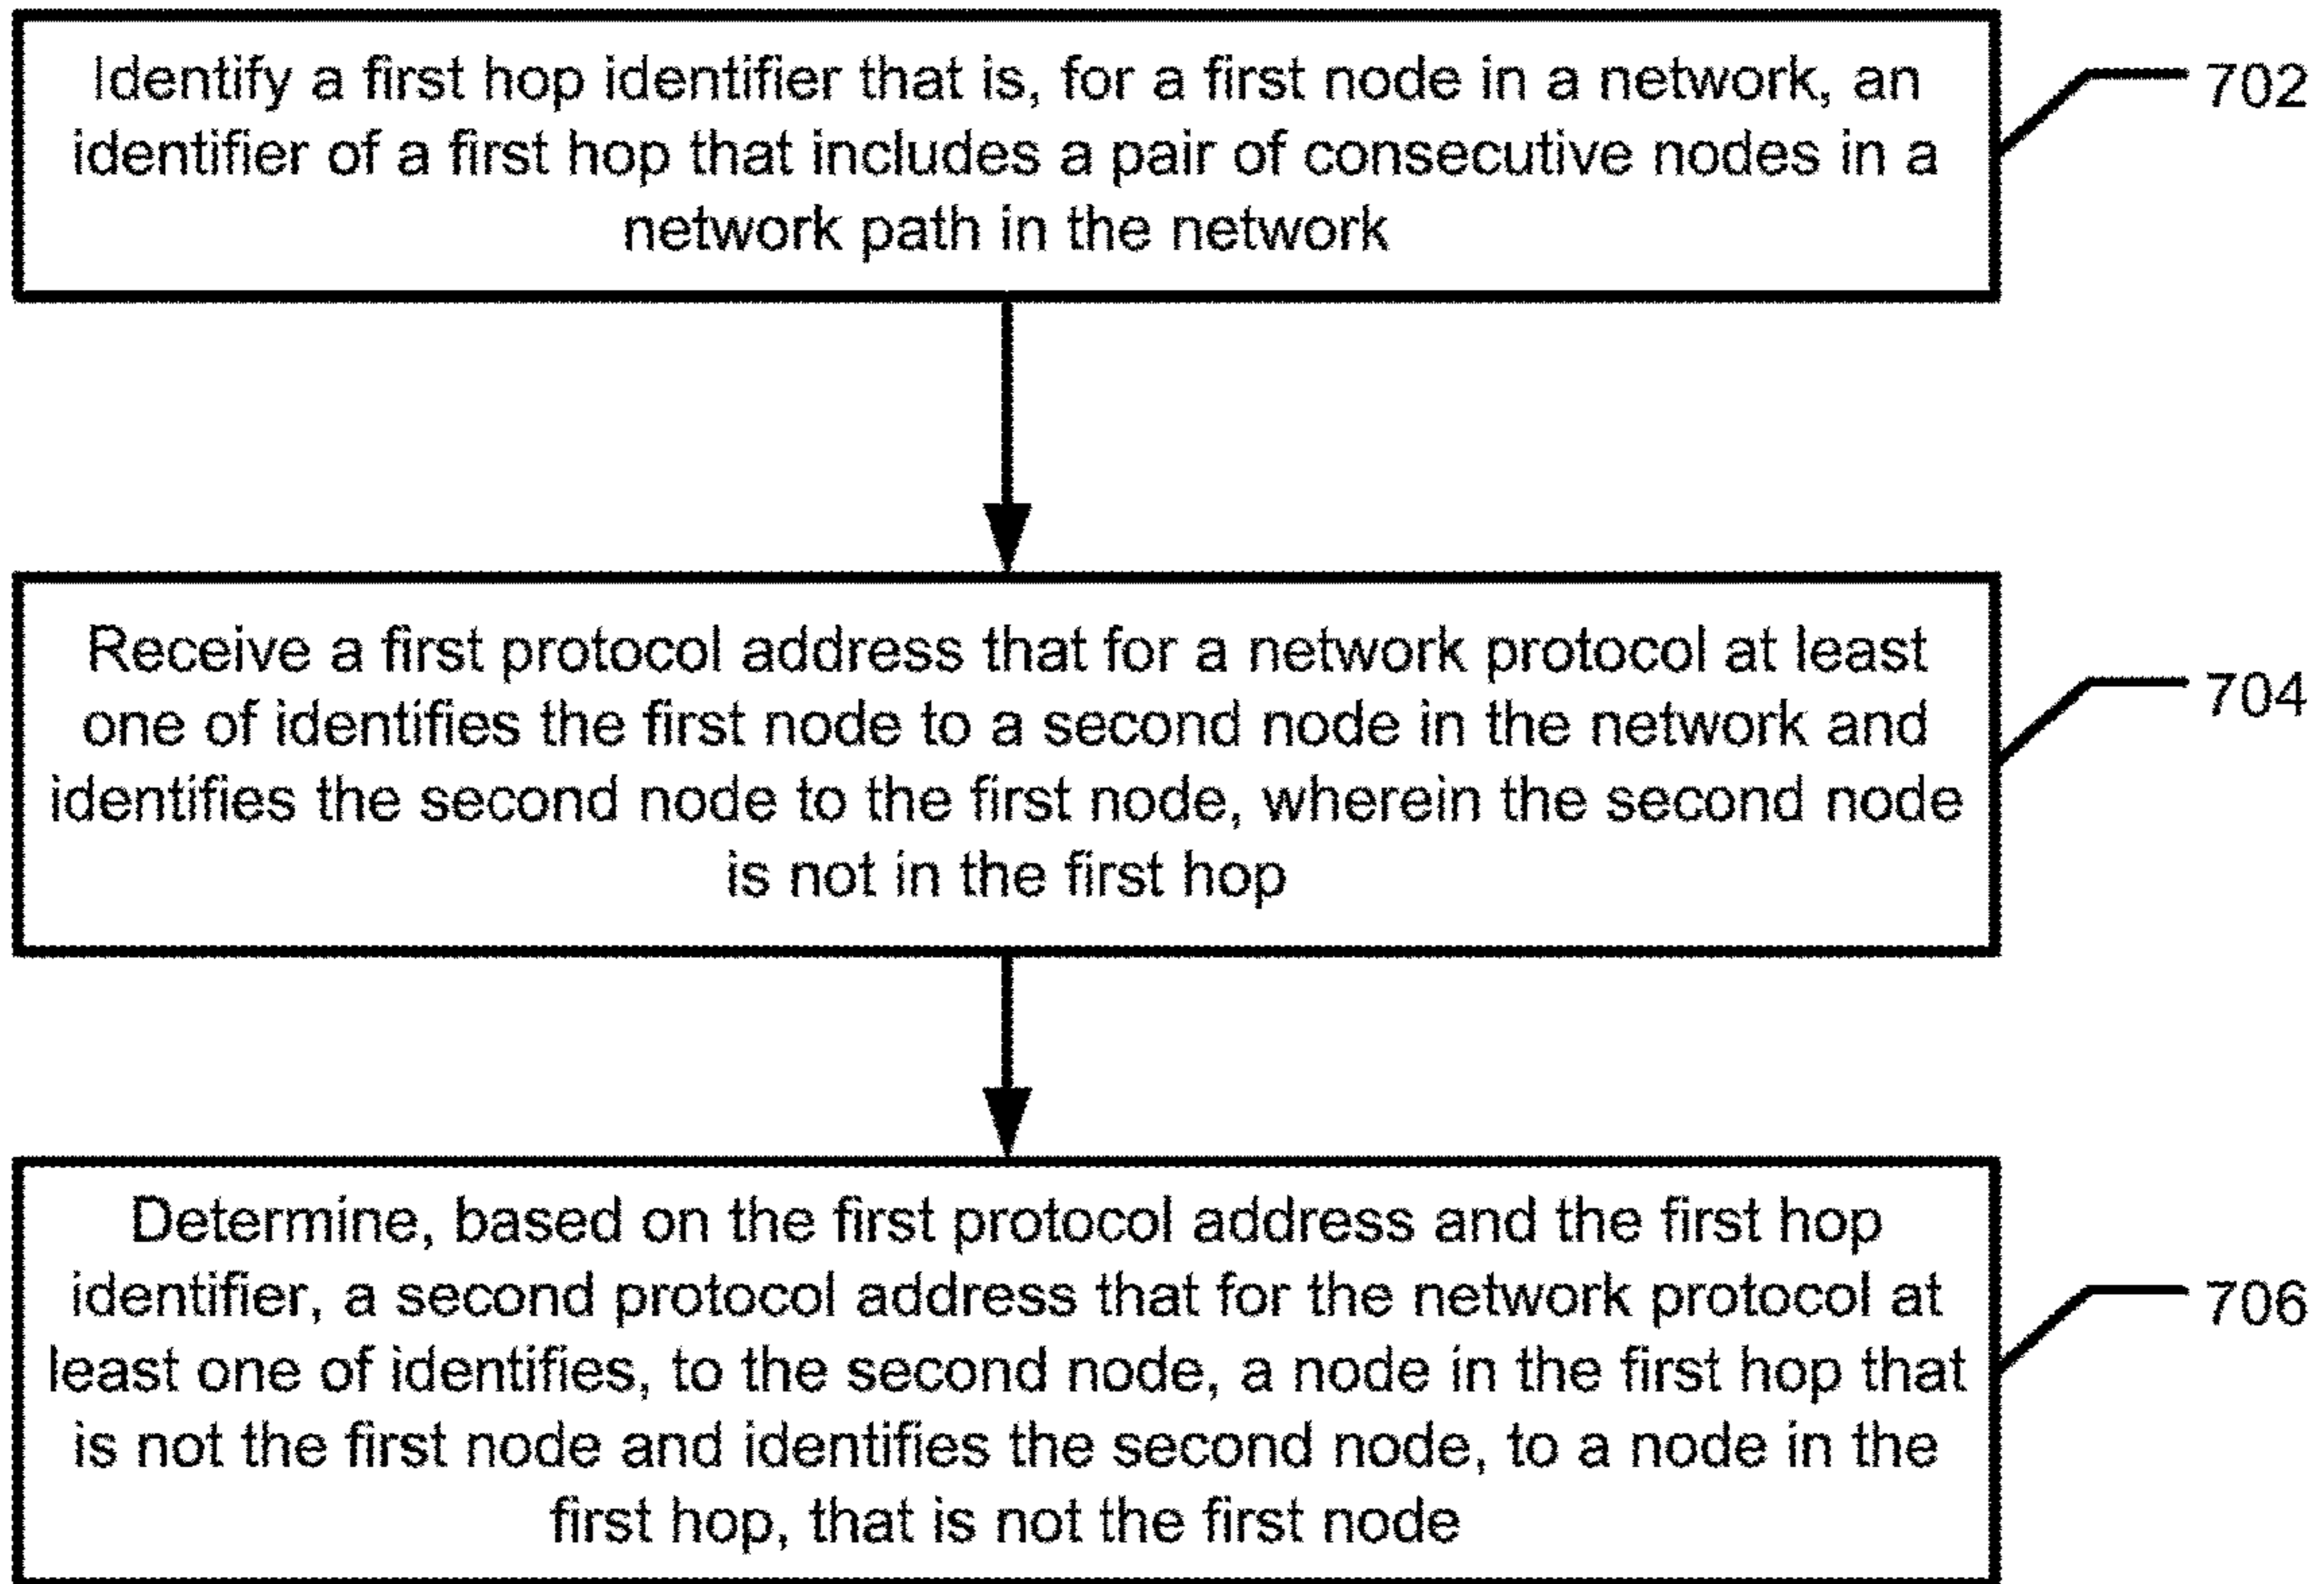 Identify a first hop identifier that is, for a first node in a network, an
identifier of a first hop that includes a pair of consecutive nodes in a
network path in the network
702
Receive a first protocol address that for a network protocol at least
one of identifies the first node to a second node in the network and
identifies the second node to the first node, wherein the second node
is not in the first hop
704
Determine, based on the first protocol address and the first hop
identifier, a second protocol address that for the network protocol at
least one of identifies, to the second node, a node in the first hop that
is not the first node and identifies the second node, to a node in the
first hop, that is not the first node
706